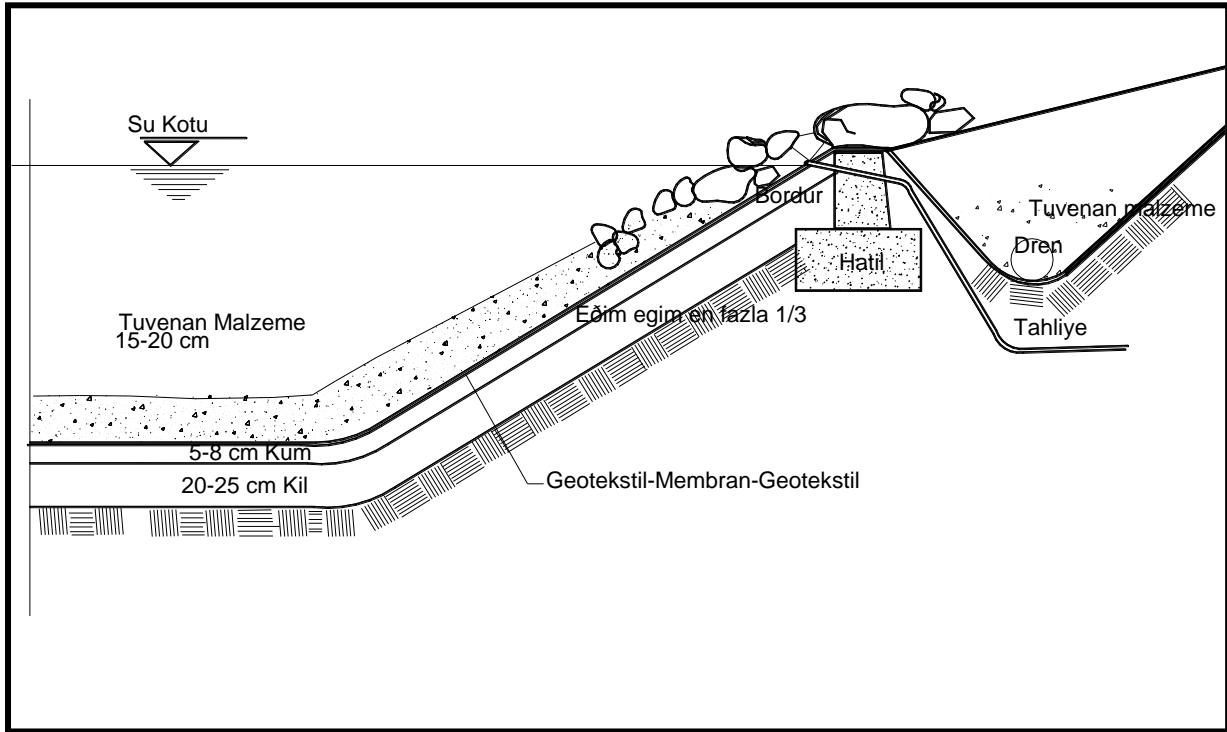 Su Kotu
Bordur
Tuvenan malzeme
Dren
Hatil
Tuvenan Malzeme
15-20 cm
Eðim egim en fazla 1/3
Tahliye
5-8 cm Kum
20-25 cm Kil
Geotekstil-Membran-Geotekstil